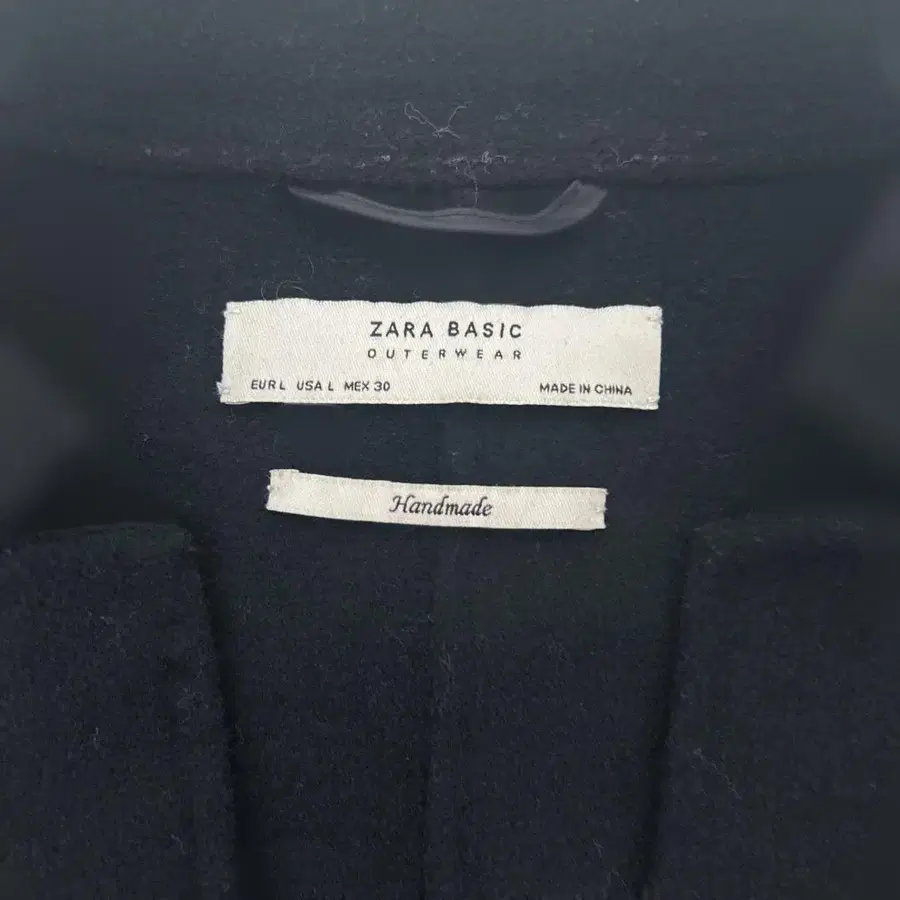 ZARA BASIC
OUTERWEAR
EUR L USA L MEX 30 MADE IN CHINA
Handmade